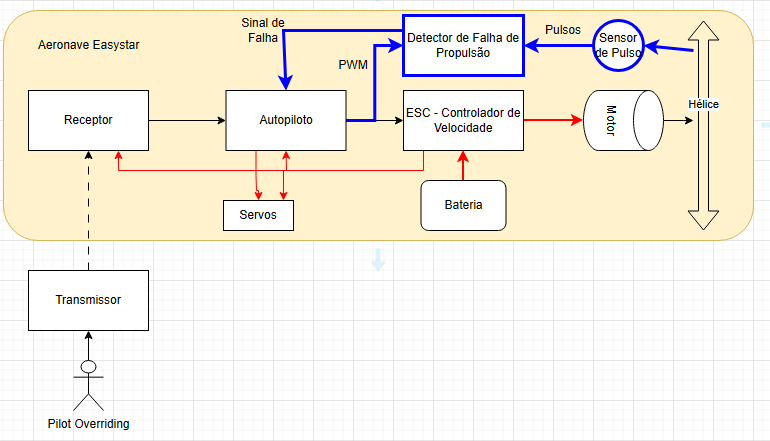 Sinal de
Falha
Aeronave Easystar
Detector de Falha de
Propulsão
Pulsos
Sensor
de Pulso
PWM
Hélice
Receptor
Autopiloto
ESC - Controlador de
Velocidade
Motor
Servos
Bateria
Transmissor
Pilot Overriding